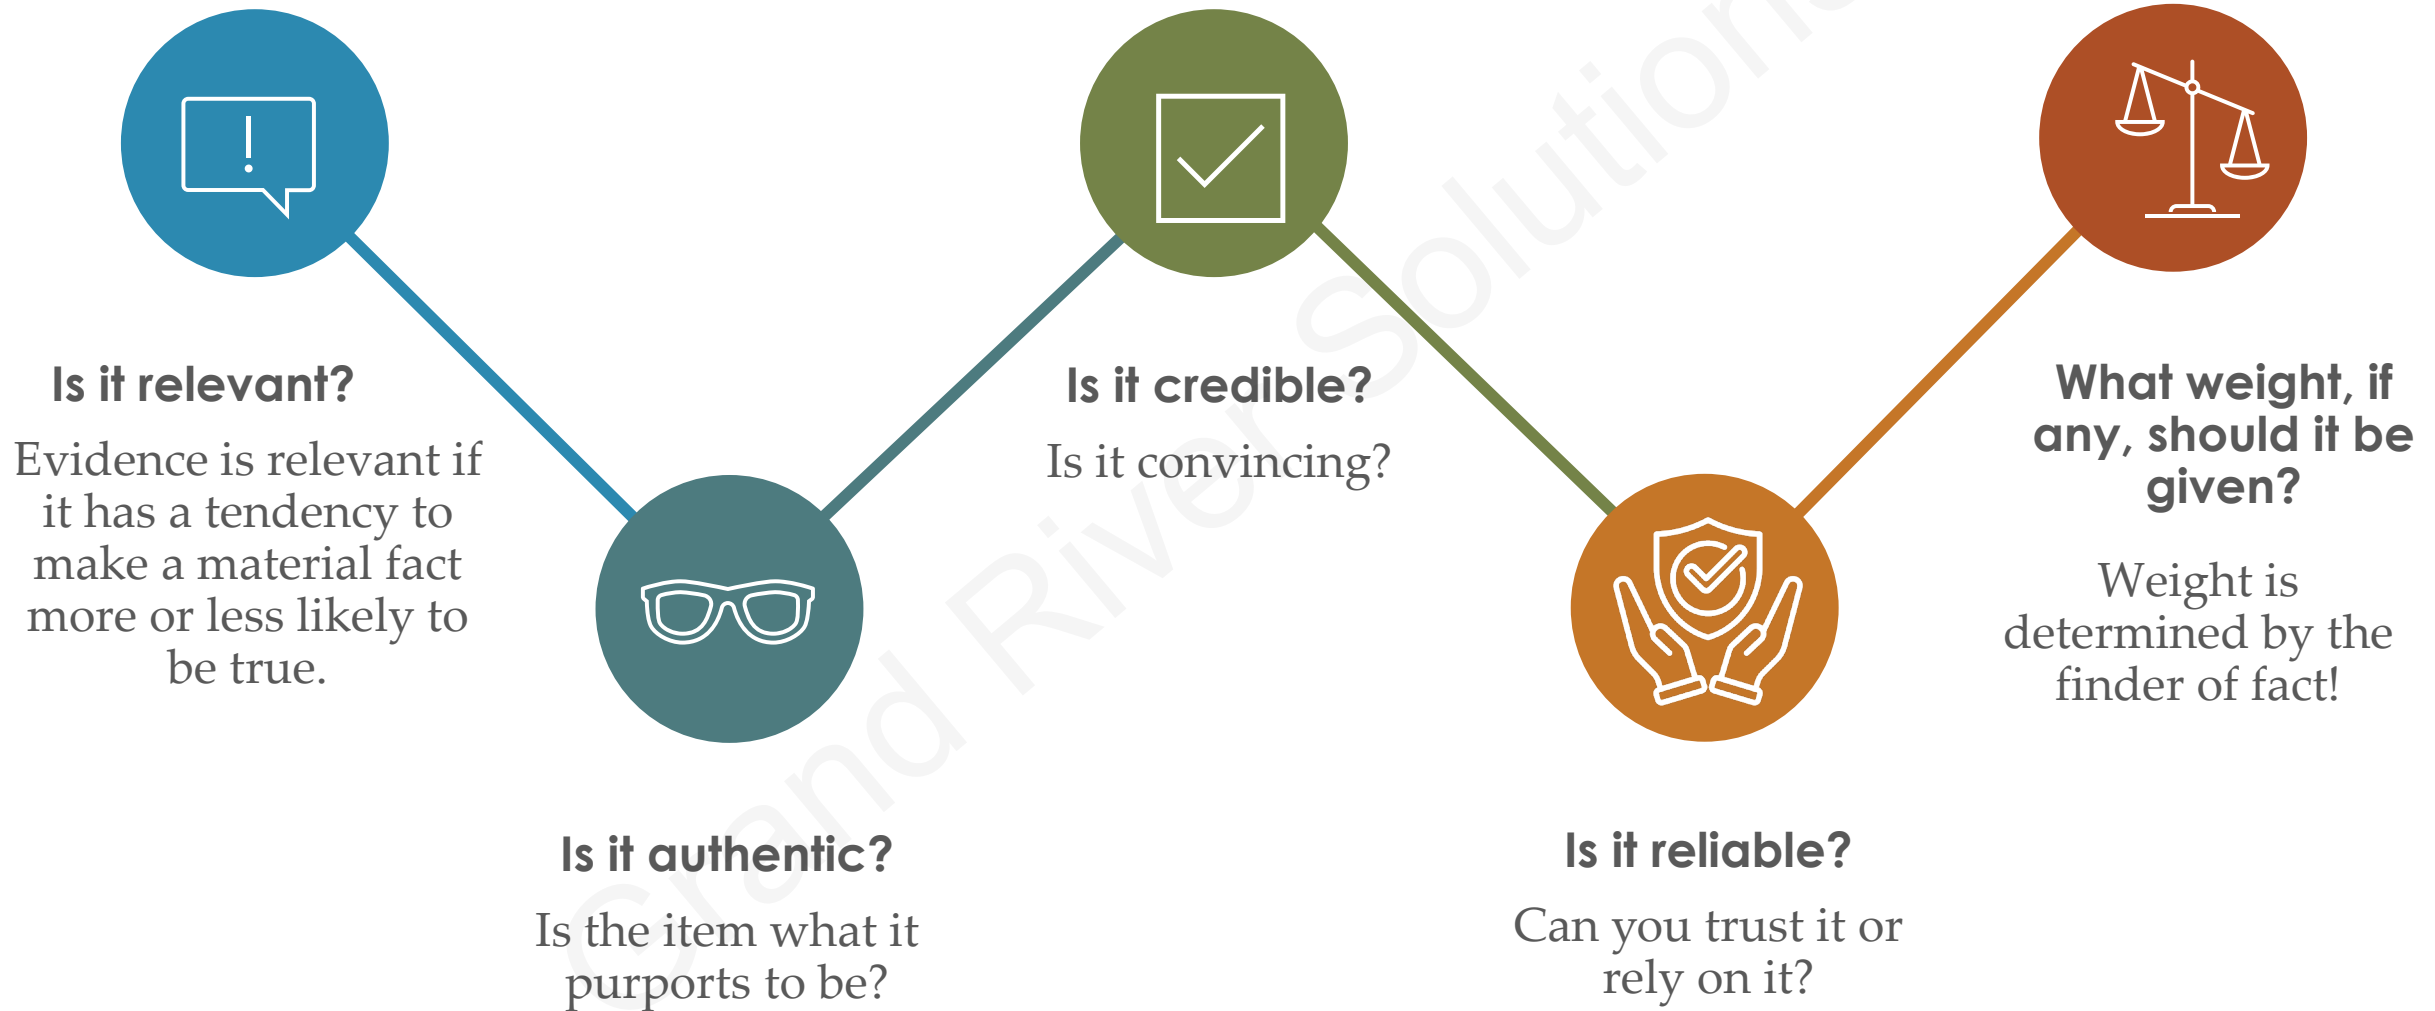 Is it relevant?
Evidence is relevant if
it has a tendency to
make a material fact
more or less likely to
be true.
Is it authentic?
Is the item what it
purports to be?
Is it credible?
Is it convincing?
Is it reliable?
Can you trust it or
rely on it?
What weight, if
any, should it be
given?
Weight is
determined by the
finder of fact!
Grand River Solutions